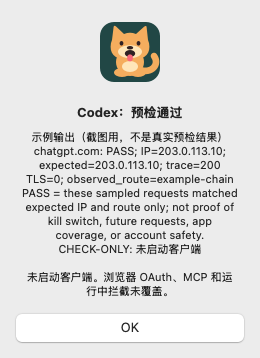 Codex：预检通过
示例输出（截图用，不是真实预检结果）
chatgpt.com: PASS; IP=203.0.113.10;
expected=203.0.113.10; trace=200
TLS=0; observed_route=example-chain
PASS = these sampled requests matched
expected IP and route only; not proof of
kill switch, future requests, app
coverage, or account safety.
CHECK-ONLY: 未启动客户端
未启动客户端。浏览器 OAuth、MCP 和运
行中拦截未覆盖。
OK